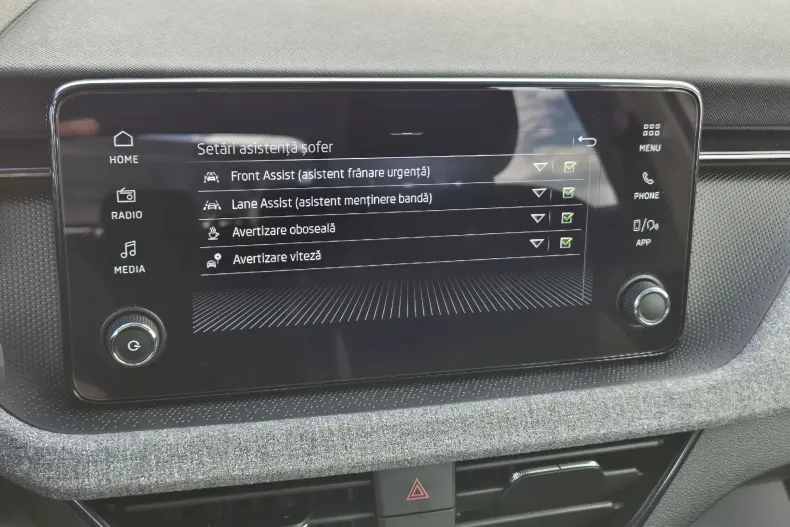 HOME
RADIO
MEDIA
Setări asistență șofer
Front Assist (asistent frânare urgență)
Lane Assist (asistent menținere bandă)
Avertizare oboseală
Avertizare viteză
MENU
PHONE
APP